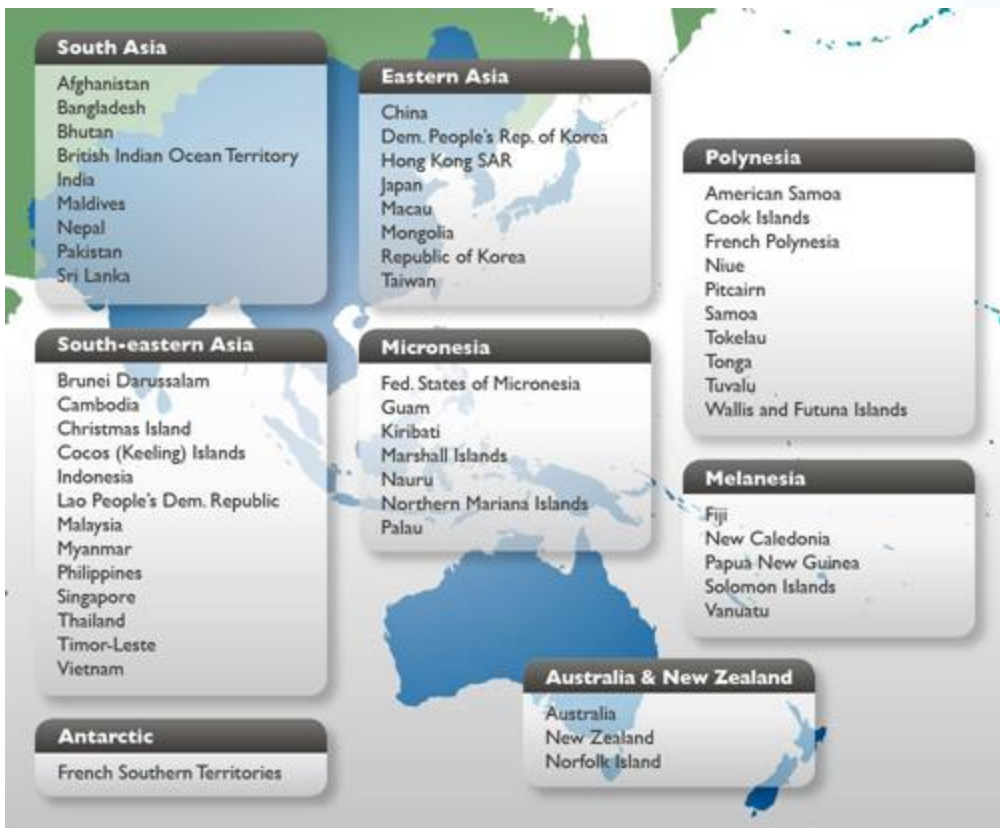 South Asia
Afghanistan
Bangladesh
Bhutan
British Indian Ocean Territory
India
Maldives
Nepal
Pakistan
Sri Lanka
Eastern Asia
China
Dem. People's Rep. of Korea
Hong Kong SAR
Japan
Macau
Mongolia
Republic of Korea
Taiwan
Polynesia
American Samoa
Cook Islands
French Polynesia
Niue
Pitcairn
Samoa
Tokelau
Tonga
Tuvalu
Wallis and Futuna Islands
South-eastern Asia
Brunei Darussalam
Cambodia
Christmas Island
Cocos (Keeling) Islands
Indonesia
Lao People's Dem. Republic
Malaysia
Myanmar
Philippines
Singapore
Thailand
Timor-Leste
Vietnam
Micronesia
Fed. States of Micronesia
Guam
Kiribati
Marshall Islands
Nauru
Northern Mariana Islands
Palau
Melanesia
Fiji
New Caledonia
Papua New Guinea
Solomon Islands
Vanuatu
Australia & New Zealand
Australia
New Zealand
Norfolk Island
Antarctic
French Southern Territories